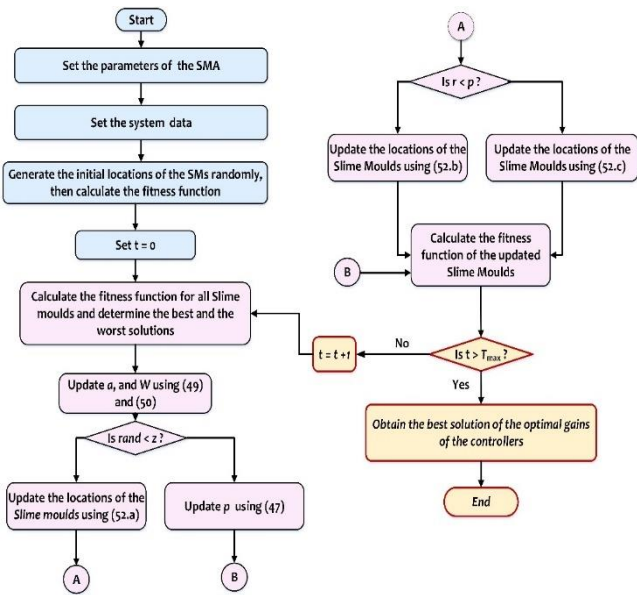 Start
Set the parameters of the SMA
Set the system data
Generate the initial locations of the SMs randomly,
then calculate the fitness function
Set t = 0
Calculate the fitness function for all Slime
moulds and determine the best and the
worst solutions
Update a, and W using (49)
and (50)
Is rand < z ?
Update the locations of the
Slime moulds using (52.a)
Update p using (47)
A
B
A
Is r < p ?
Update the locations of the
Slime Moulds using (52.b)
Update the locations of the
Slime Moulds using (52.c)
Calculate the fitness
function of the updated
Slime Moulds
B
Is t > Tmax ?
No
t = t +1
Yes
Obtain the best solution of the optimal gains
of the controllers
End